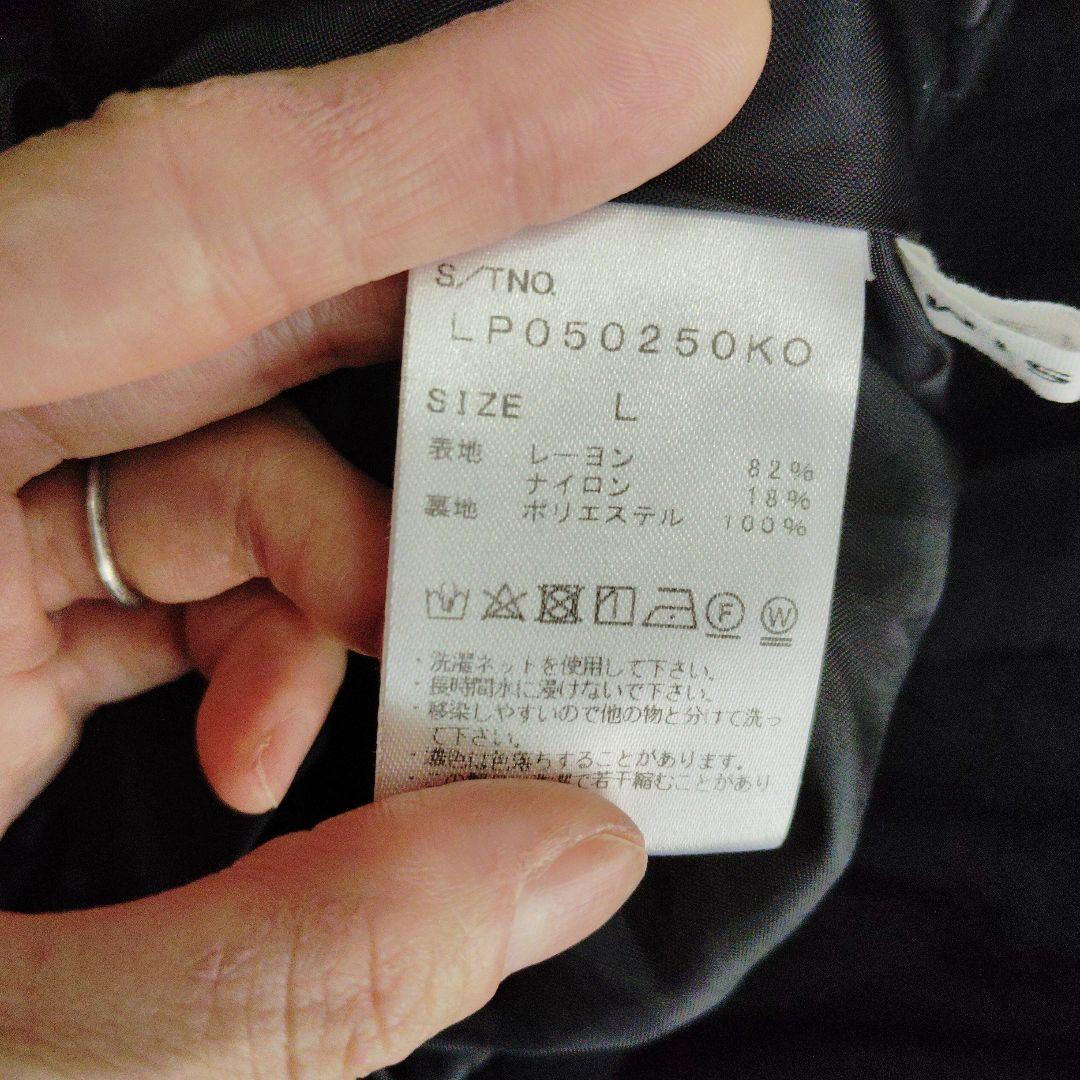 S/TNO.
LP050250KO
SIZE L
表地 レーヨン 82%
ナイロン 18%
裏地 ポリエステル 100%
F W
・洗濯ネットを使用して下さい。
・長時間水に浸けないで下さい。
・移染しやすいので他の物と分けて洗っ
て下さい。
・濃色は色落ちすることがあります。
で若干縮むことがあり